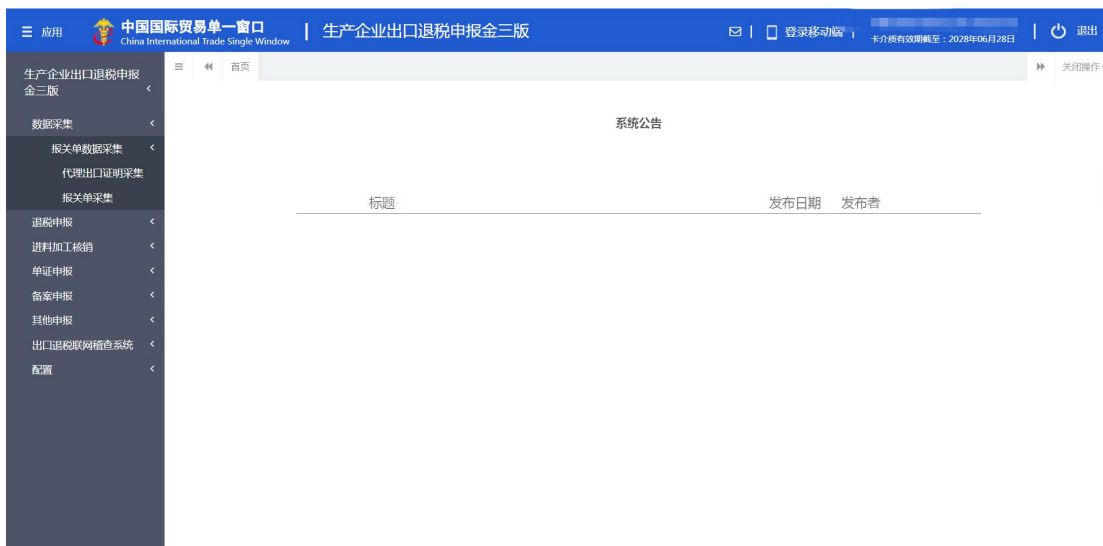 应用
中国国际贸易单一窗口
China International Trade Single Window
生产企业出口退税申报金三版
登录移动端
卡介质有效期截至：2028年06月28日
退出
首页
关闭操作
生产企业出口退税申报
金三版
数据采集
报关单数据采集
代理出口证明采集
报关单采集
退税申报
进料加工核销
单证申报
备案申报
其他申报
出口退税联网稽查系统
配置
系统公告
标题 发布日期 发布者